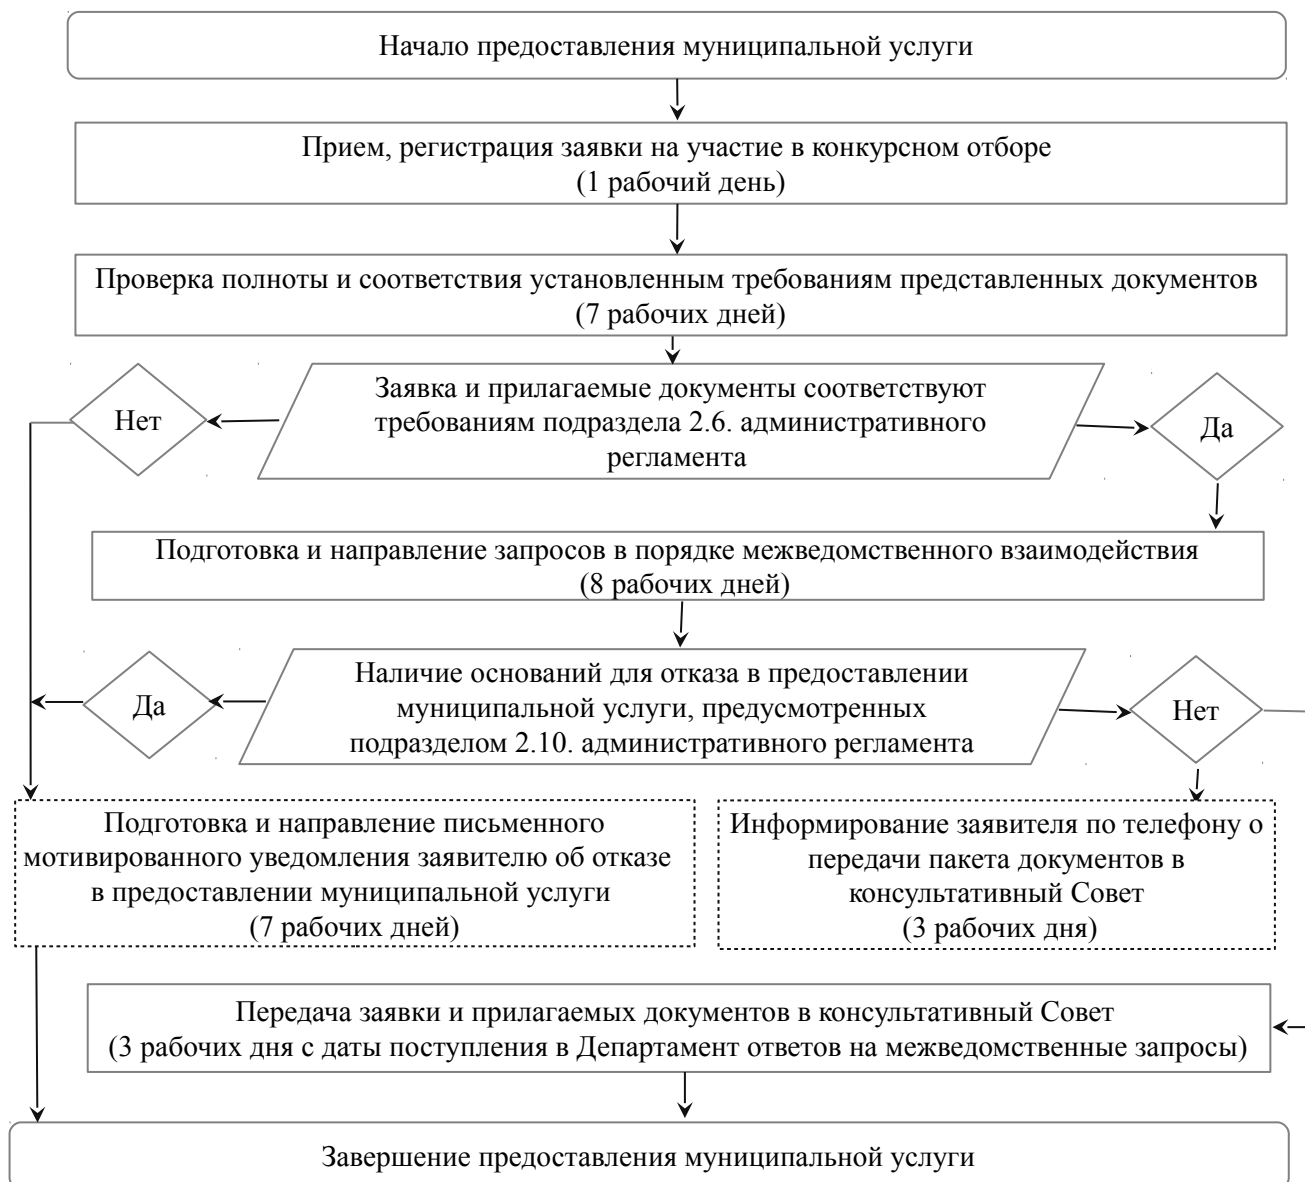 Начало предоставления муниципальной услуги
Прием, регистрация заявки на участие в конкурсном отборе
(1 рабочий день)
Проверка полноты и соответствия установленным требованиям представленных документов
(7 рабочих дней)
Заявка и прилагаемые документы соответствуют
требованиям подраздела 2.6. административного
регламента
Нет
Да
Подготовка и направление запросов в порядке межведомственного взаимодействия
(8 рабочих дней)
Наличие оснований для отказа в предоставлении
муниципальной услуги, предусмотренных
подразделом 2.10. административного регламента
Да
Нет
Подготовка и направление письменного
мотивированного уведомления заявителю об отказе
в предоставлении муниципальной услуги
(7 рабочих дней)
Информирование заявителя по телефону о
передачи пакета документов в
консультативный Совет
(3 рабочих дня)
Передача заявки и прилагаемых документов в консультативный Совет
(3 рабочих дня с даты поступления в Департамент ответов на межведомственные запросы)
Завершение предоставления муниципальной услуги